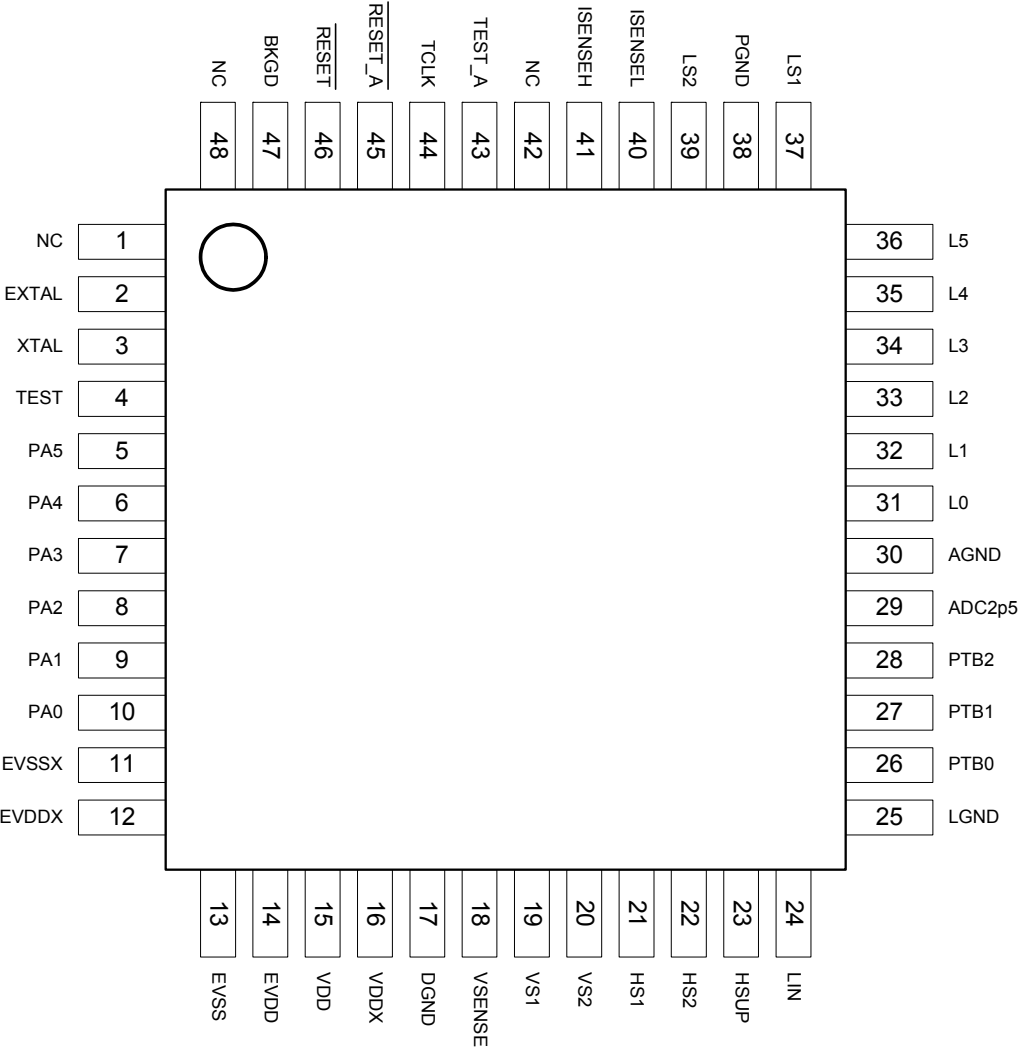 NC
BKGD
RESET
RESET_A
TCLK
TEST_A
NC
ISENSEH
ISENSEL
LS2
PGND
LS1
48
47
46
45
44
43
42
41
40
39
38
37
NC 1
EXTAL 2
XTAL 3
TEST 4
PA5 5
PA4 6
PA3 7
PA2 8
PA1 9
PA0 10
EVSSX 11
EVDDX 12
36 L5
35 L4
34 L3
33 L2
32 L1
31 L0
30 AGND
29 ADC2p5
28 PTB2
27 PTB1
26 PTB0
25 LGND
13
14
15
16
17
18
19
20
21
22
23
24
EVSS
EVDD
VDD
VDDX
DGND
VSENSE
VS1
VS2
HS1
HS2
HSUP
LIN